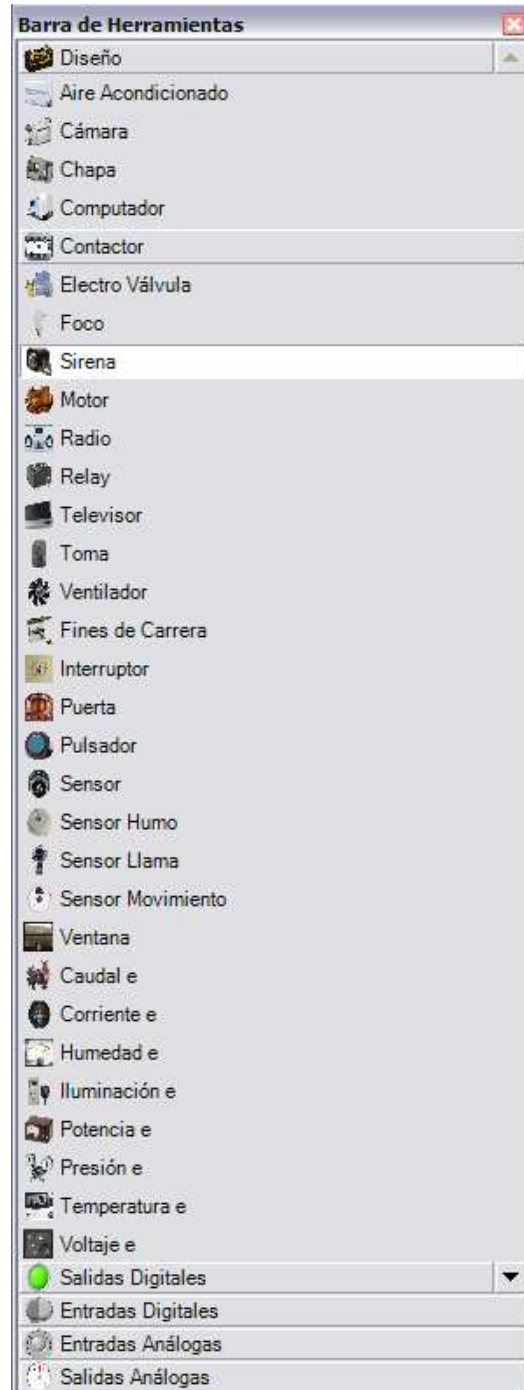 Barra de Herramientas
Diseño
Aire Acondicionado
Cámara
Chapa
Computador
Contactor
Electro Válvula
Foco
Sirena
Motor
Radio
Relay
Televisor
Toma
Ventilador
Fines de Carrera
Interruptor
Puerta
Pulsador
Sensor
Sensor Humo
Sensor Llama
Sensor Movimiento
Ventana
Caudal e
Corriente e
Humedad e
Iluminación e
Potencia e
Presión e
Temperatura e
Voltaje e
Salidas Digitales
Entradas Digitales
Entradas Análogas
Salidas Análogas